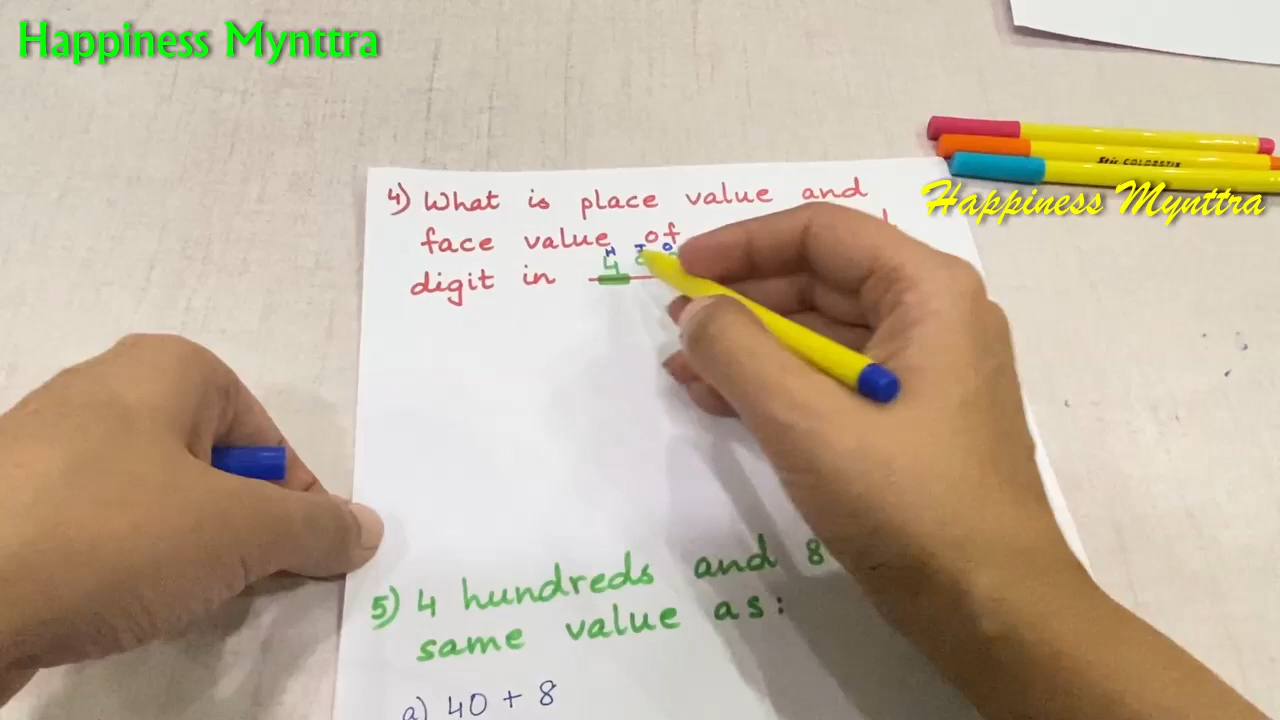 Happiness Mynttra
Happiness Mynttra
4) What is place value and
face value of
H T O
4
digit in
5) 4 hundreds and 8
same value as:
a) 40 + 8